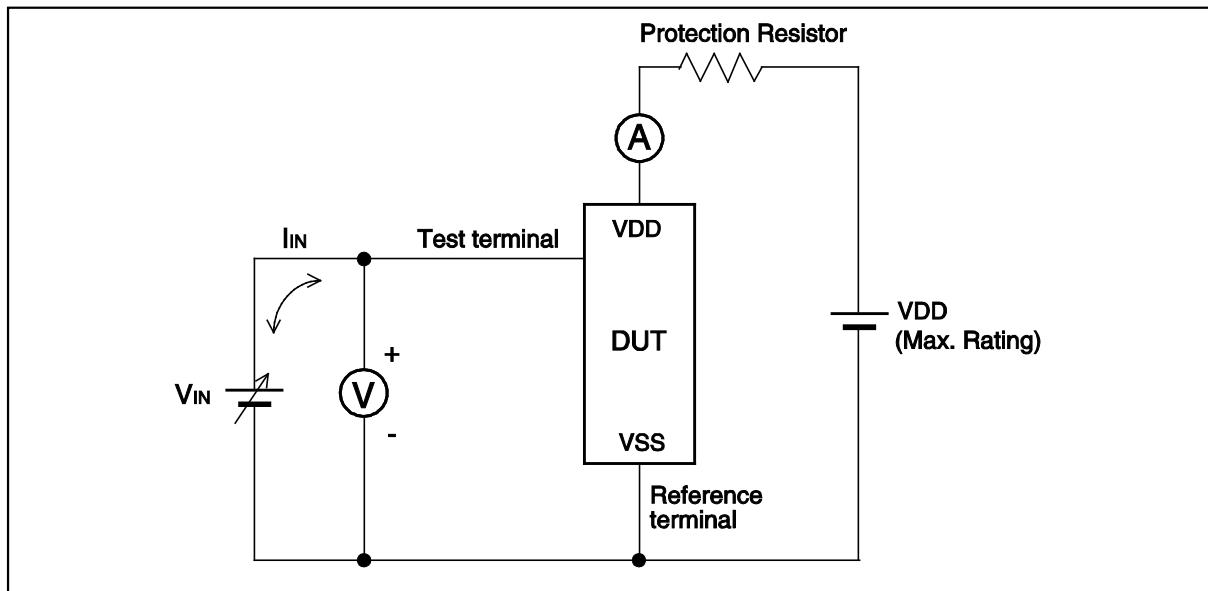 Protection Resistor
A
VDD
IIN
Test terminal
VDD
(Max. Rating)
DUT
+
VIN
V
-
VSS
Reference
terminal